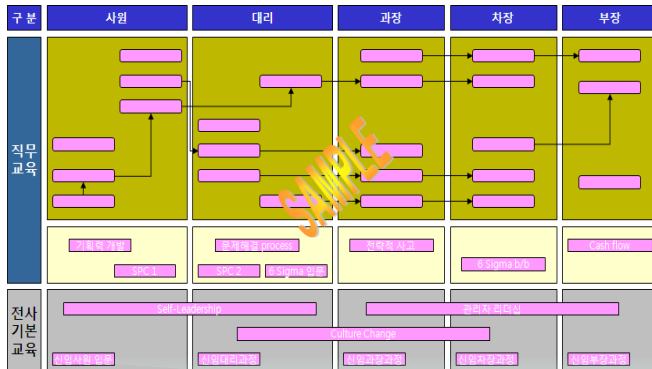 구 분
사원
대리
과장
차장
부장
직무
교육
SAMPLE
기획력 개발
문제해결 process
전략적 사고
Cash flow
SPC 1
SPC 2
6 Sigma 입문
6 Sigma b/b
전사
기본
교육
Self-Leadership
관리자 리더십
Culture Change
신입사원 입문
신임대리과정
신임과장과정
신임차장과정
신임부장과정